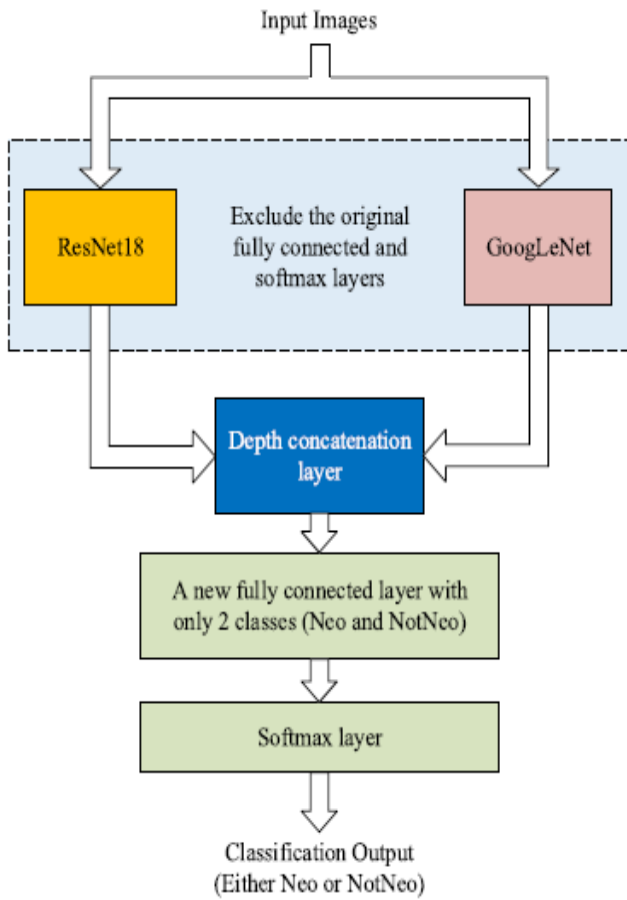 Input Images
ResNet18
Exclude the original
fully connected and
softmax layers
GoogLeNet
Depth concatenation
layer
A new fully connected layer with
only 2 classes (Neo and NotNeo)
Softmax layer
Classification Output
(Either Neo or NotNeo)